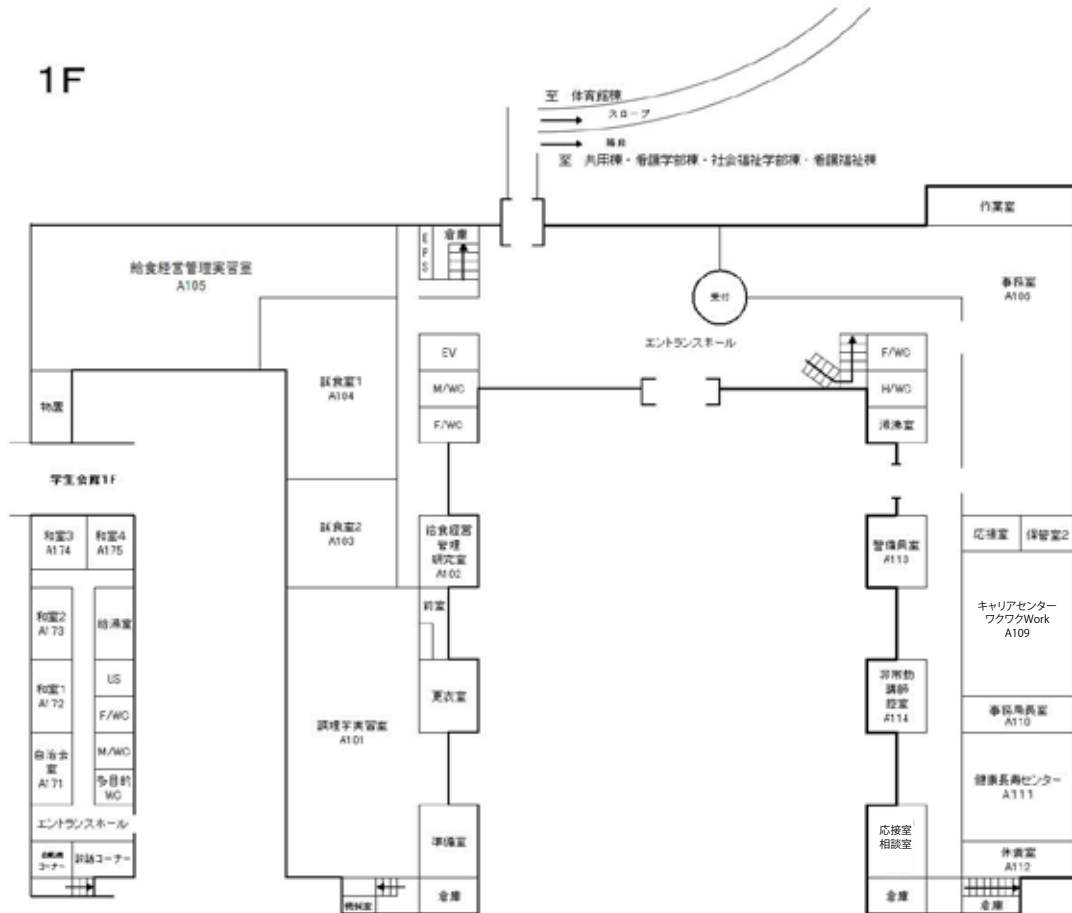 1F
至 体育館棟
スロープ
至 共用棟・看護学部棟・社会福祉学部棟・看護福祉棟
作業室
EPS
倉庫
給食経営管理実習室
A105
受付
事務室
A106
エントランスホール
EV
F/WC
試食室1
A104
M/WC
物置
F/WC
湯沸室
学生会館1F
和室3
A174
和室4
A175
試食室2
A103
給食経営
管理
研究室
A102
警備員室
A113
応接室
保管室2
前室
キャリアセンター
ワクワクWork
A109
和室2
A173
給湯室
和室1
A172
US
F/WC
更衣室
非常勤
講師
控室
A114
事務局長室
A110
調理学実習室
A101
自治会
室
A171
M/WC
多目的
WC
健康長寿センター
A111
エントランスホール
準備室
応接室
相談室
コーナー
談話コーナー
休養室
A112
機械室
倉庫
倉庫
倉庫